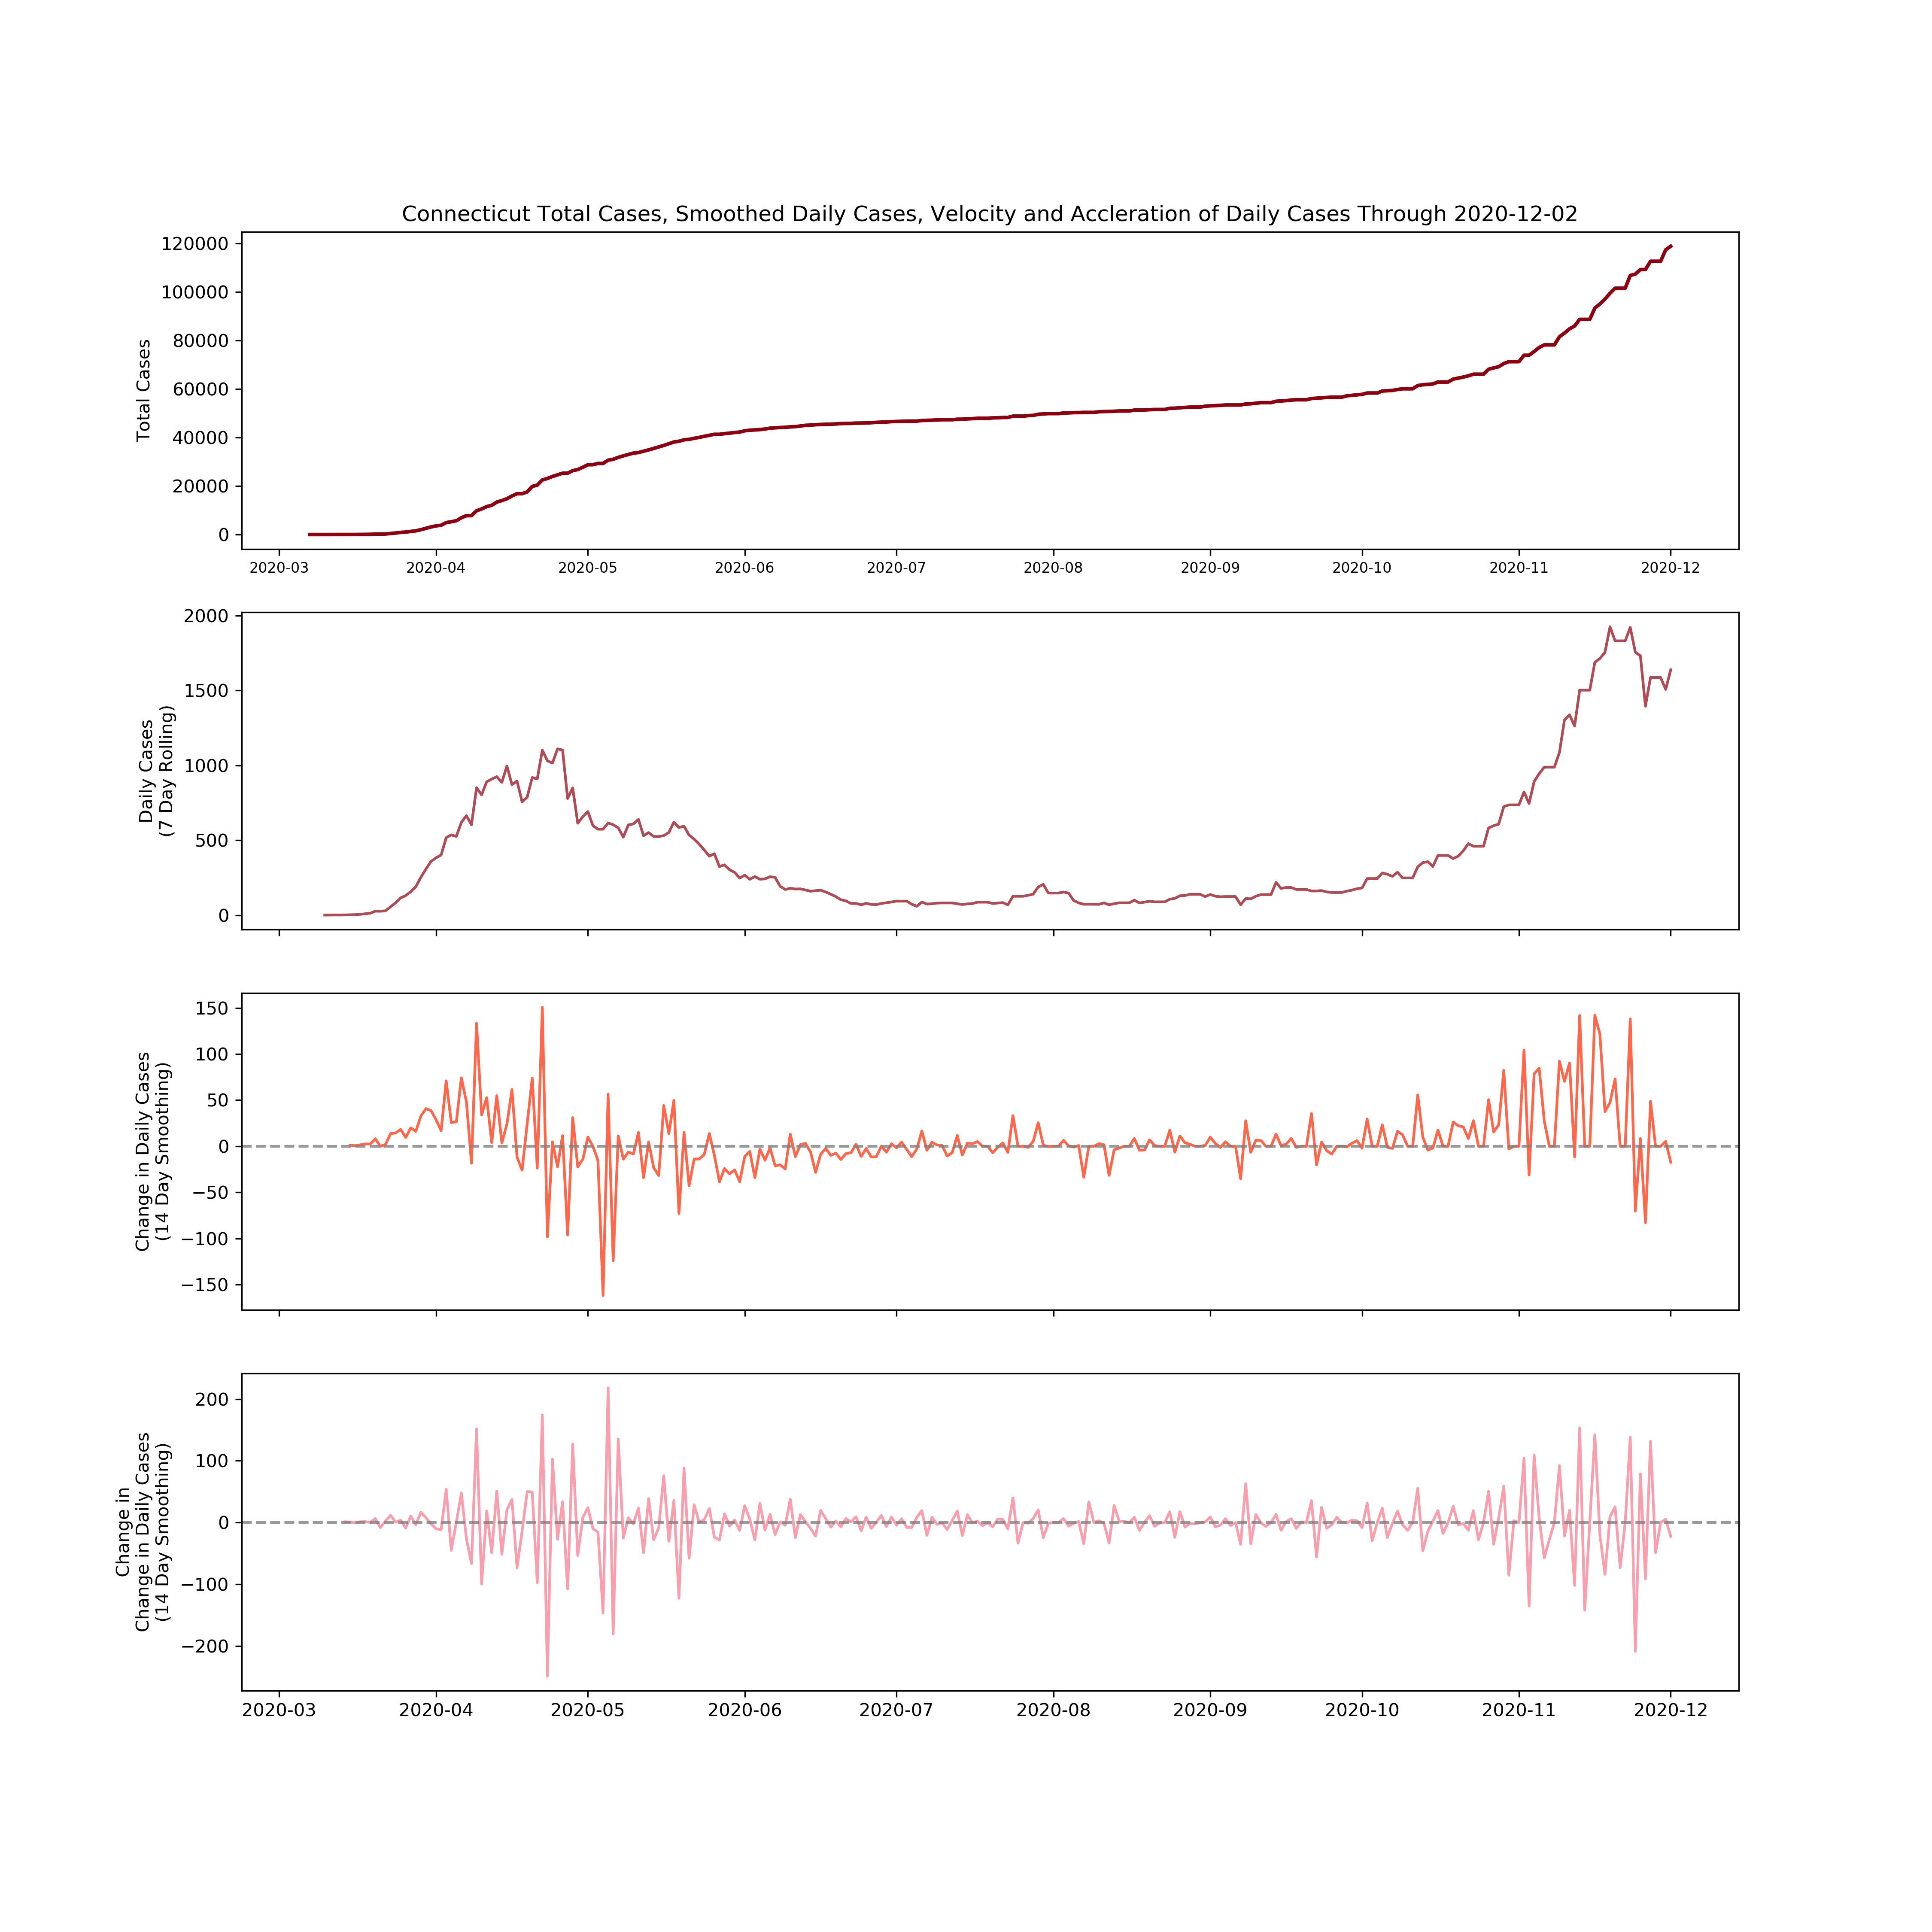 Connecticut Total Cases, Smoothed Daily Cases, Velocity and Accleration of Daily Cases Through 2020-12-02
Total Cases
120000
100000
80000
60000
40000
20000
0
2020-03 2020-04 2020-05 2020-06 2020-07 2020-08 2020-09 2020-10 2020-11 2020-12
Daily Cases
(7 Day Rolling)
2000
1500
1000
500
0
Change in Daily Cases
(14 Day Smoothing)
150
100
50
0
−50
−100
−150
Change in
Change in Daily Cases
(14 Day Smoothing)
200
100
0
−100
−200
2020-03 2020-04 2020-05 2020-06 2020-07 2020-08 2020-09 2020-10 2020-11 2020-12